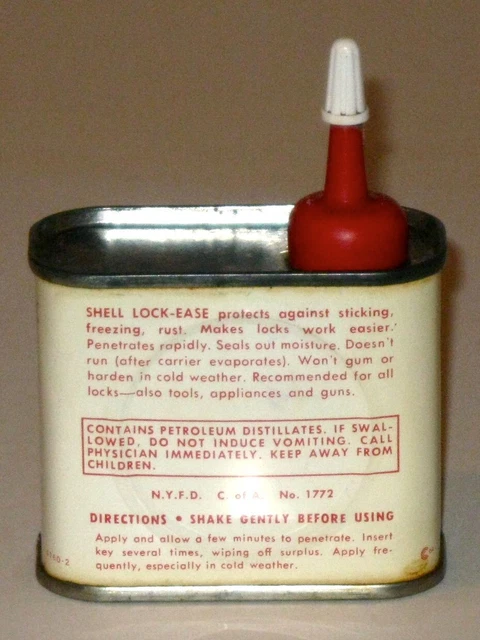 SHELL LOCK-EASE protects against sticking,
freezing, rust. Makes locks work easier.
Penetrates rapidly. Seals out moisture. Doesn't
run (after carrier evaporates). Won't gum or
harden in cold weather. Recommended for all
locks—also tools, appliances and guns.
CONTAINS PETROLEUM DISTILLATES. IF SWAL-
LOWED, DO NOT INDUCE VOMITING. CALL
PHYSICIAN IMMEDIATELY. KEEP AWAY FROM
CHILDREN.
N.Y.F.D. C. of A. No. 1772
DIRECTIONS • SHAKE GENTLY BEFORE USING
Apply and allow a few minutes to penetrate. Insert
key several times, wiping off surplus. Apply fre-
quently, especially in cold weather.